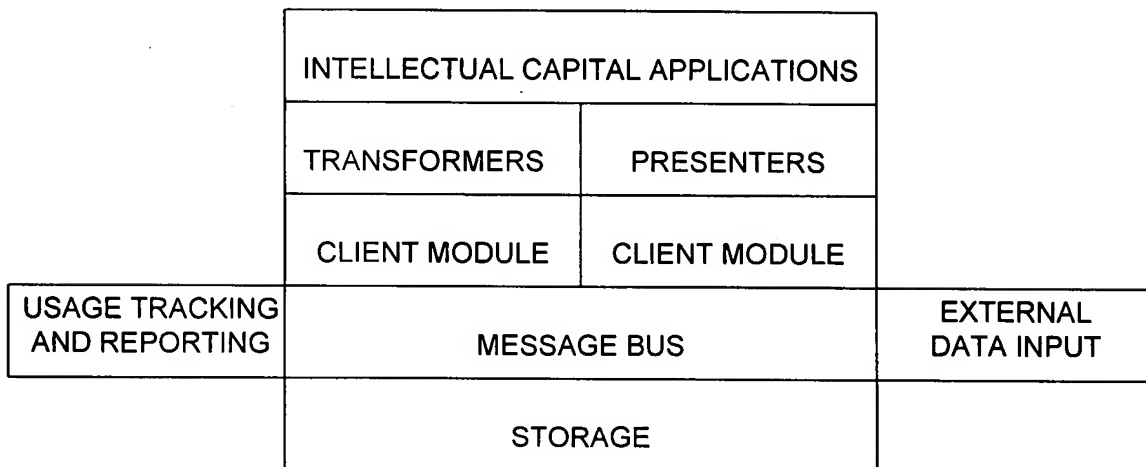 INTELLECTUAL CAPITAL APPLICATIONS
TRANSFORMERS
PRESENTERS
CLIENT MODULE
CLIENT MODULE
USAGE TRACKING
AND REPORTING
MESSAGE BUS
EXTERNAL
DATA INPUT
STORAGE